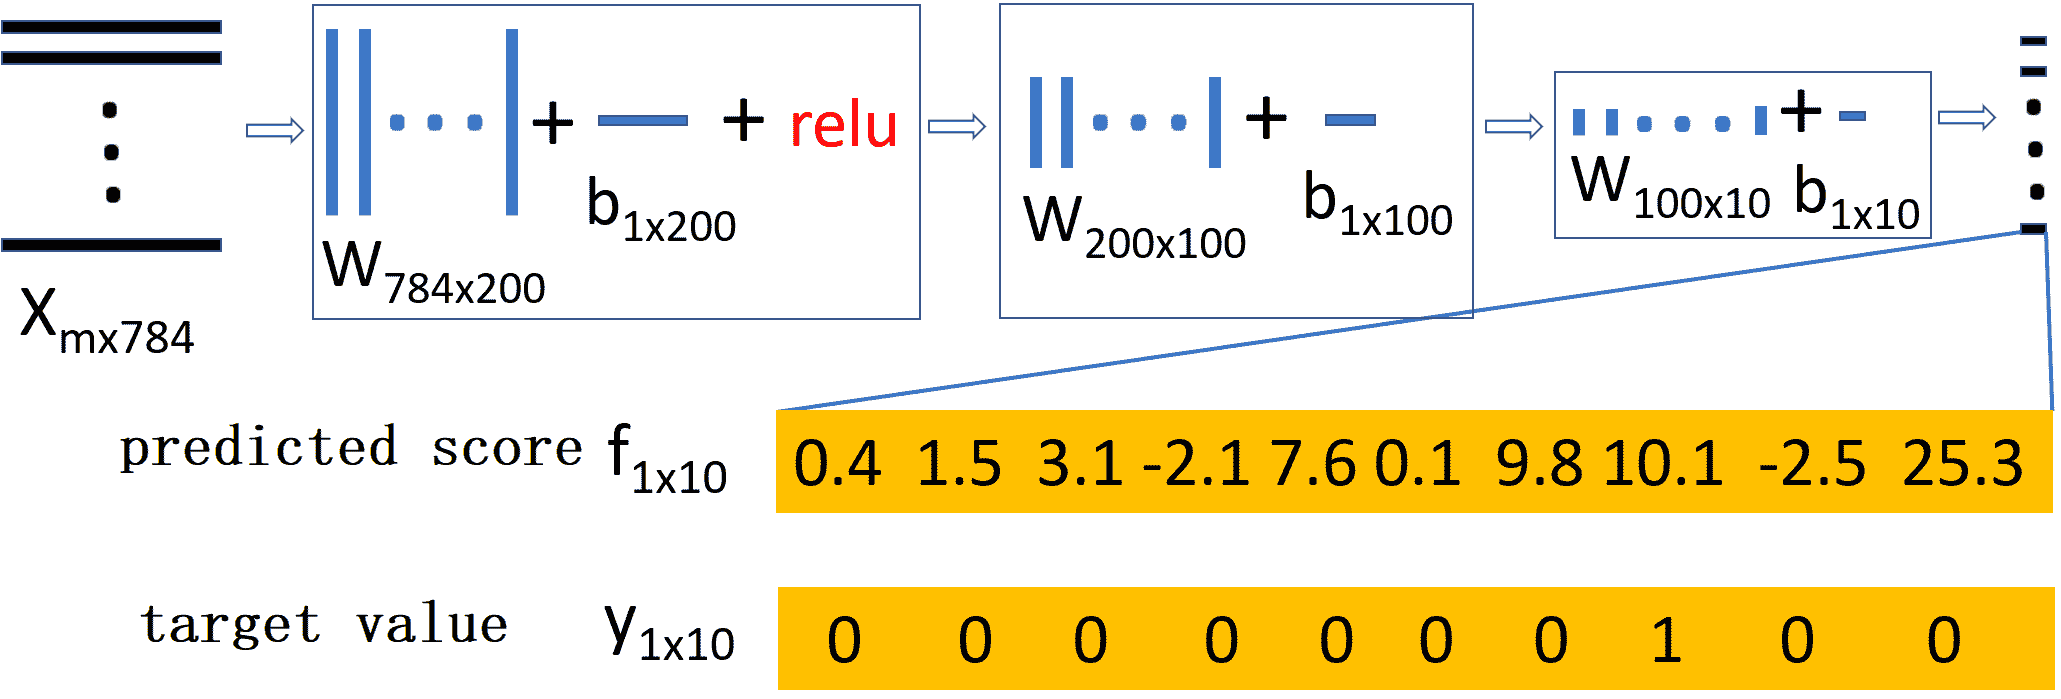 + + relu + +
b1x200 W100x10 b1x10
W784x200 W200x100 b1x100
Xmx784
predicted score f1x10 0.4 1.5 3.1 -2.1 7.6 0.1 9.8 10.1 -2.5 25.3
target value y1x10 0 0 0 0 0 0 0 1 0 0